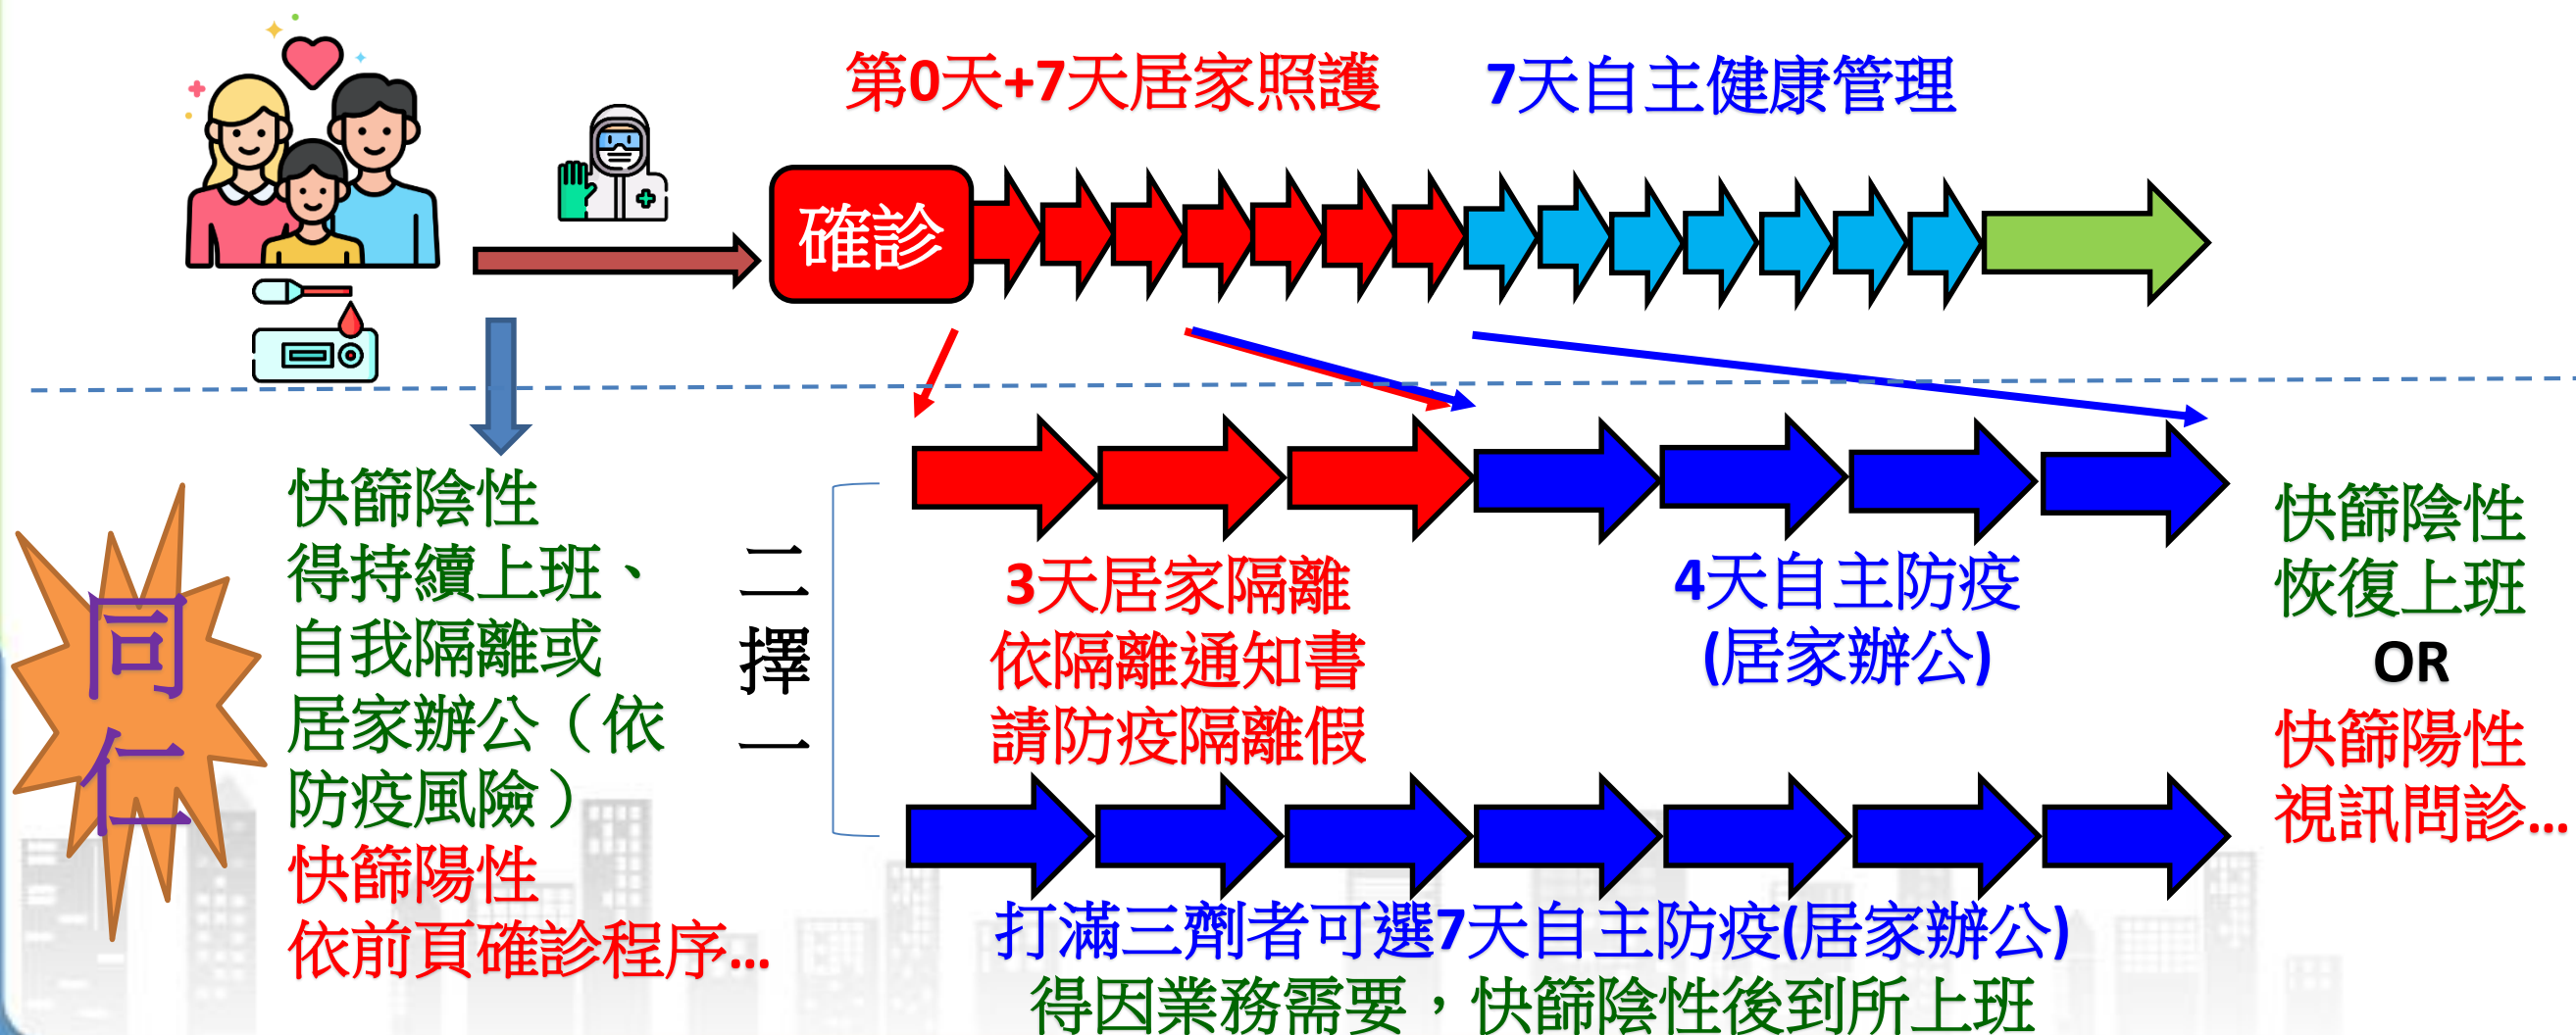 第0天+7天居家照護
7天自主健康管理
確診
同
仁
快篩陰性
得持續上班、
自我隔離或
居家辦公（依
防疫風險）
快篩陽性
依前頁確診程序...
二
擇
一
3天居家隔離
依隔離通知書
請防疫隔離假
4天自主防疫
(居家辦公)
打滿三劑者可選7天自主防疫(居家辦公)
得因業務需要，快篩陰性後到所上班
快篩陰性
恢復上班
OR
快篩陽性
視訊問診...